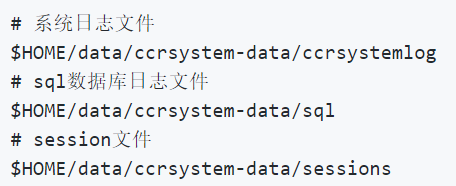 # 系统日志文件
$HOME/data/ccrsystem-data/ccrsystemlog
# sql数据库日志文件
$HOME/data/ccrsystem-data/sql
# session文件
$HOME/data/ccrsystem-data/sessions